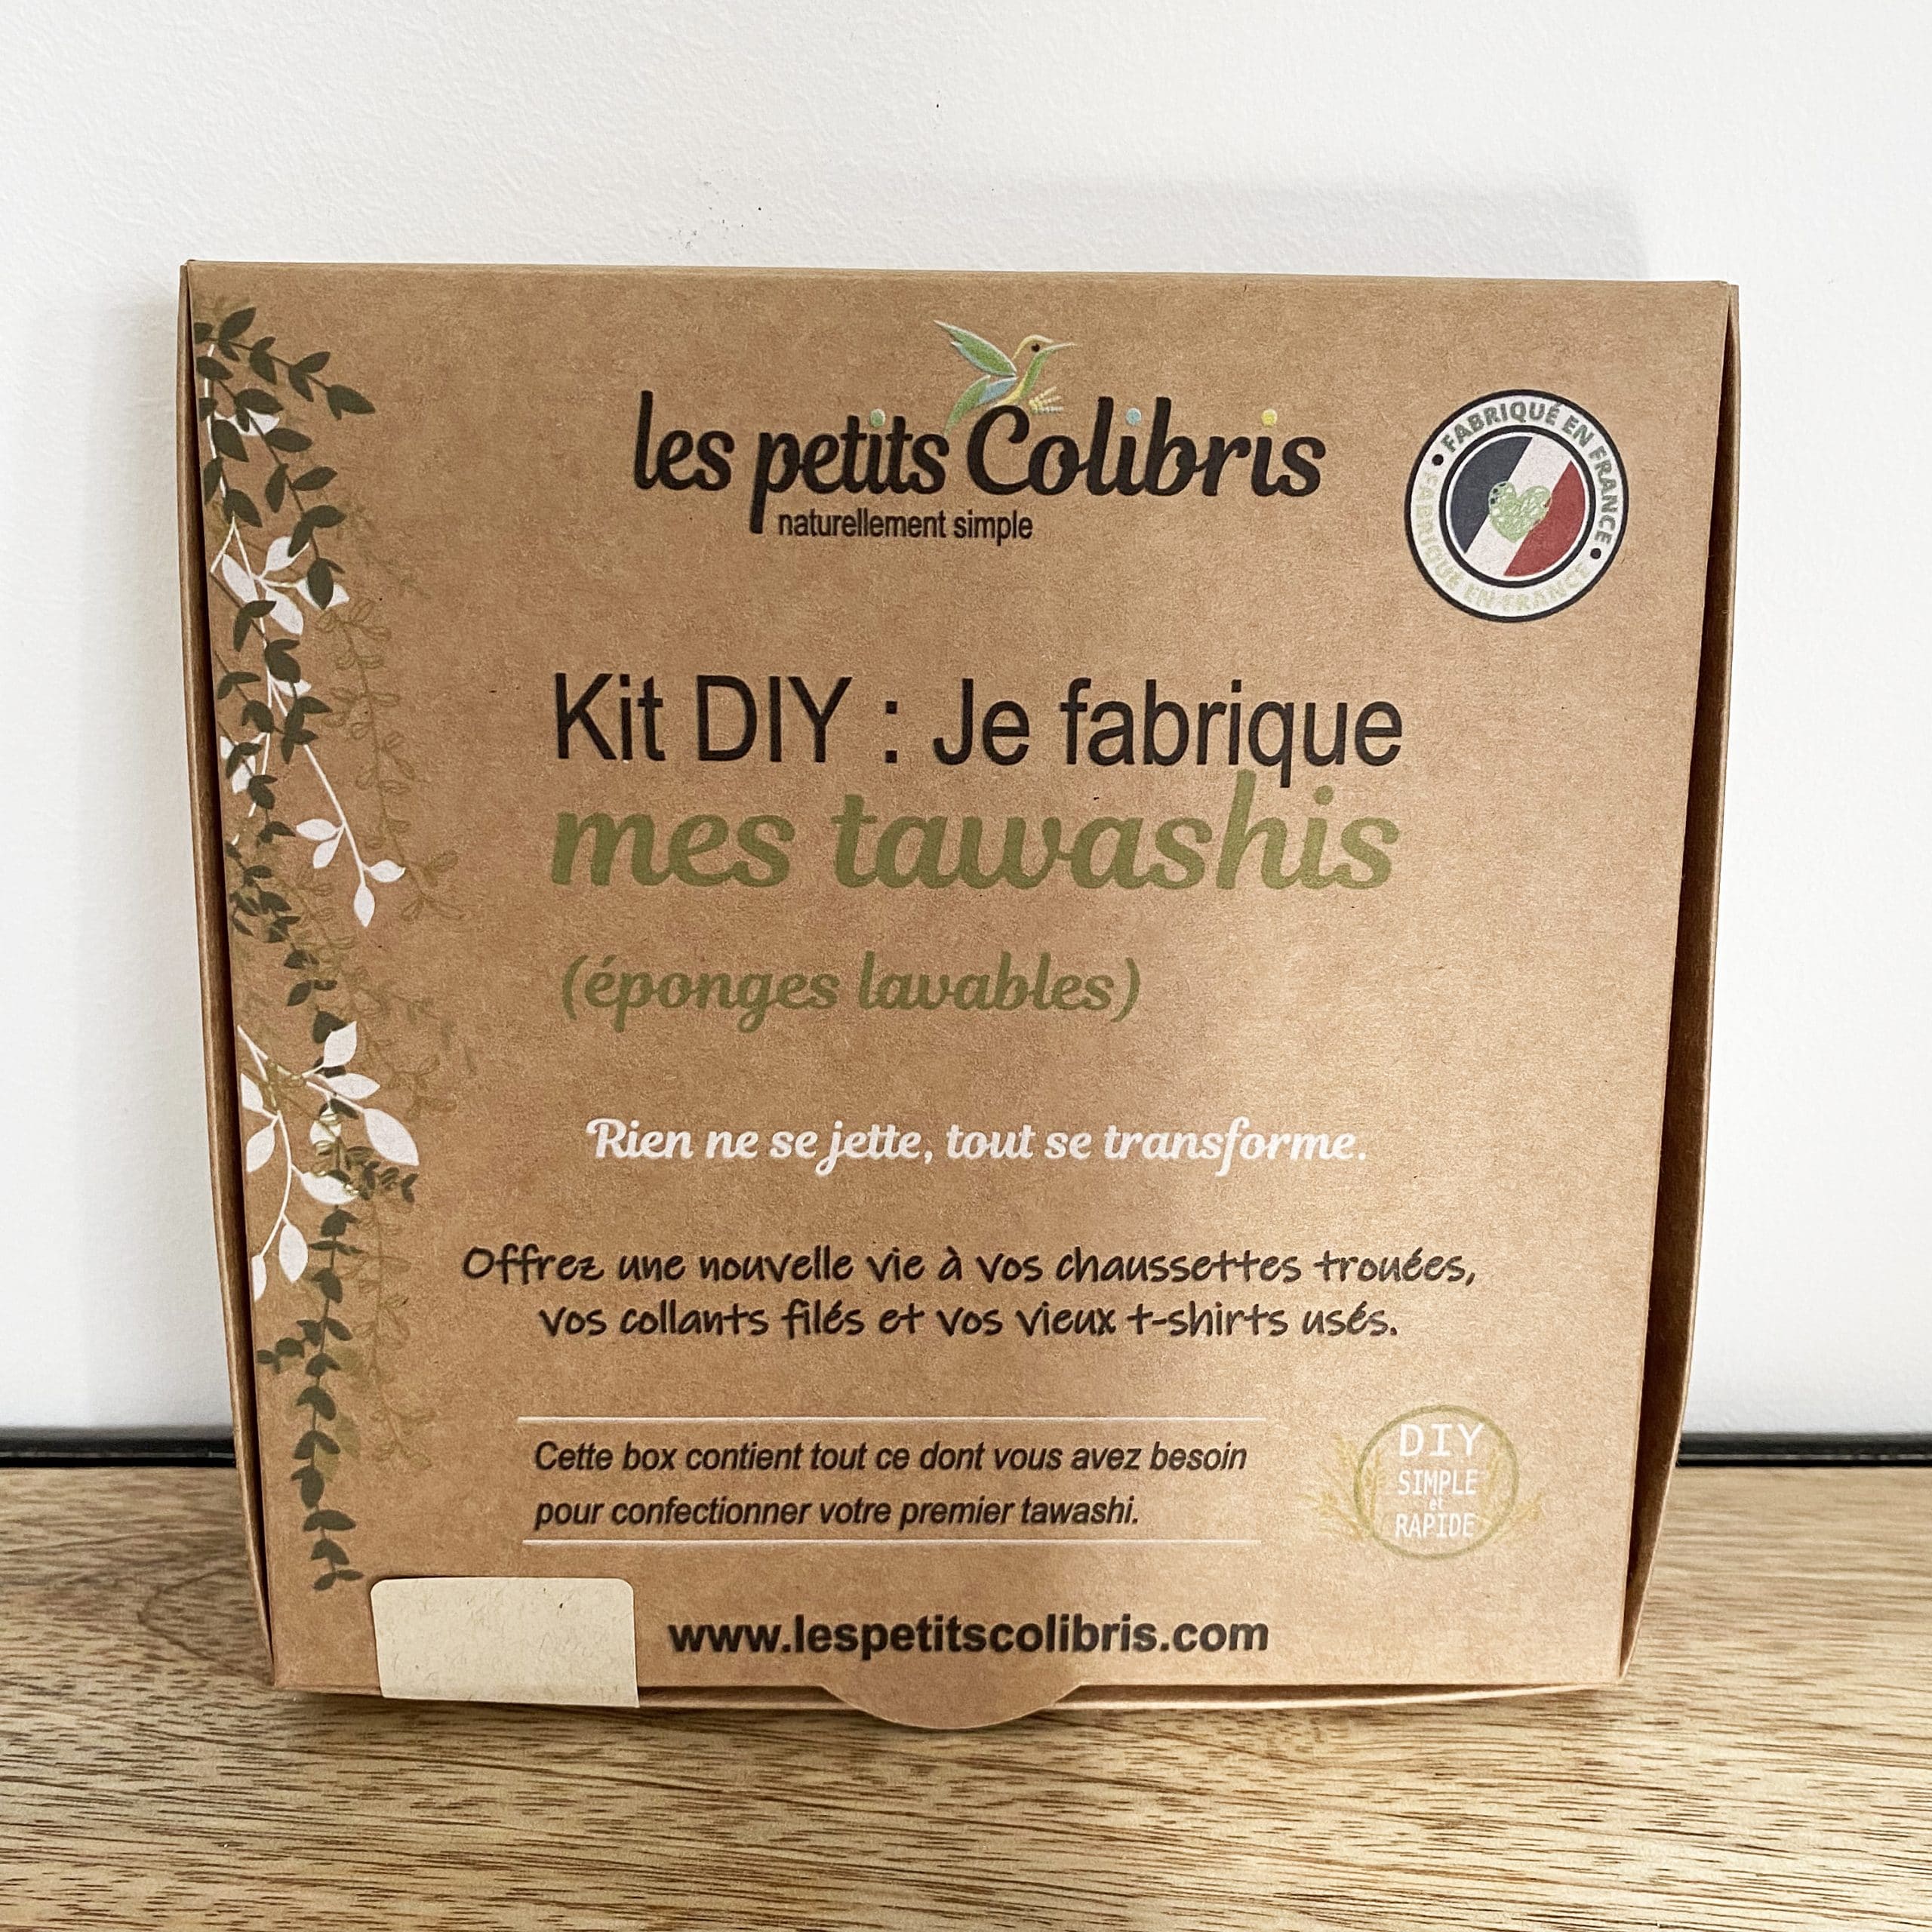 les petits Colibris
naturellement simple
FABRIQUÉ EN FRANCE
FABRIQUÉ EN FRANCE
Kit DIY : Je fabrique
mes tawashis
(éponges lavables)
Rien ne se jette, tout se transforme.
Offrez une nouvelle vie à vos chaussettes trouées,
vos collants filés et vos vieux t-shirts usés.
Cette box contient tout ce dont vous avez besoin
pour confectionner votre premier tawashi.
DIY
SIMPLE
et
RAPIDE
www.lespetitscolibris.com